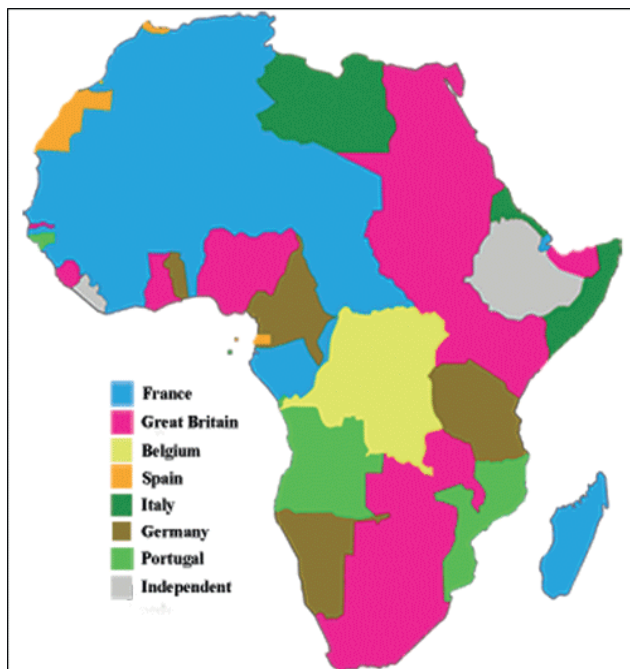 France
Great Britain
Belgium
Spain
Italy
Germany
Portugal
Independent